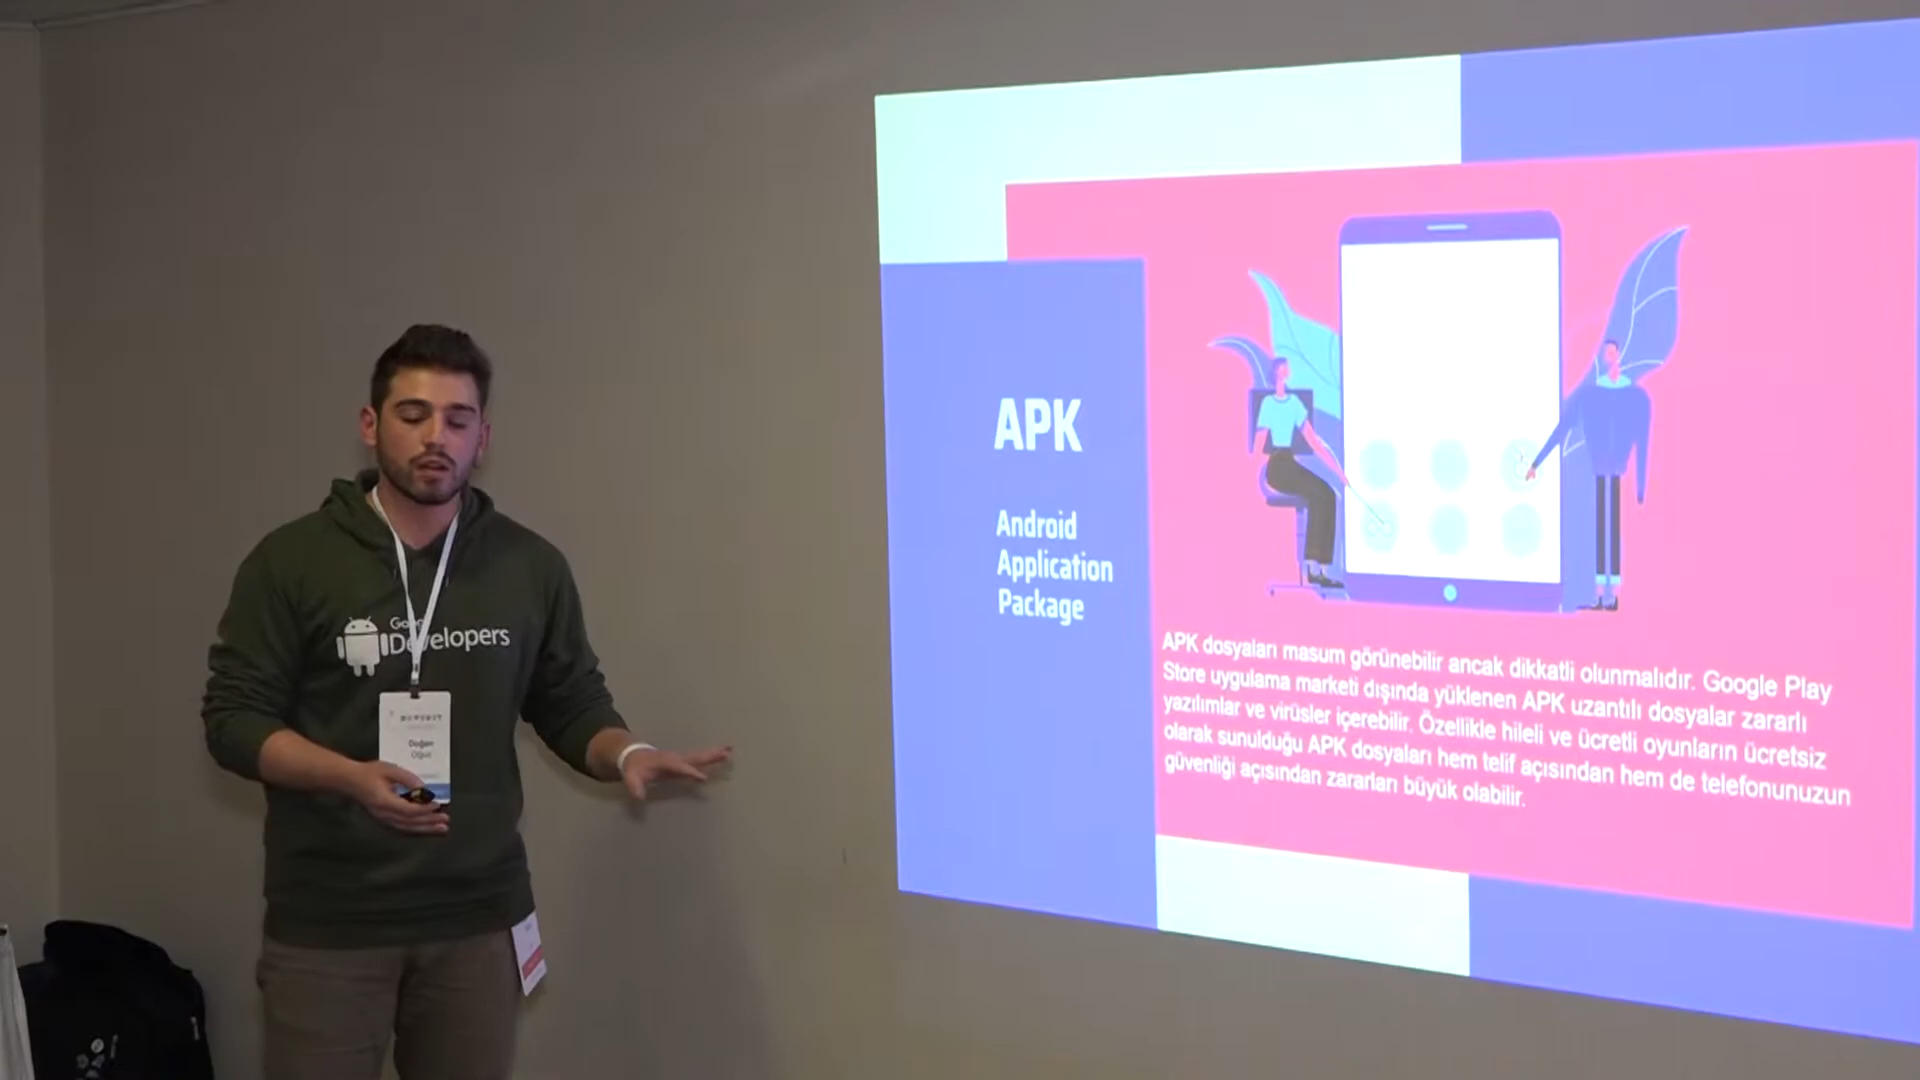 APK
Android
Application
Package
APK dosyaları masum görünebilir ancak dikkatli olunmalıdır. Google Play
Store uygulama marketi dışında yüklenen APK uzantılı dosyalar zararlı
yazılımlar ve virüsler içerebilir. Özellikle hileli ve ücretli oyunların ücretsiz
olarak sunulduğu APK dosyaları hem telif açısından hem de telefonunuzun
güvenliği açısından zararları büyük olabilir.
Developers
Doğan